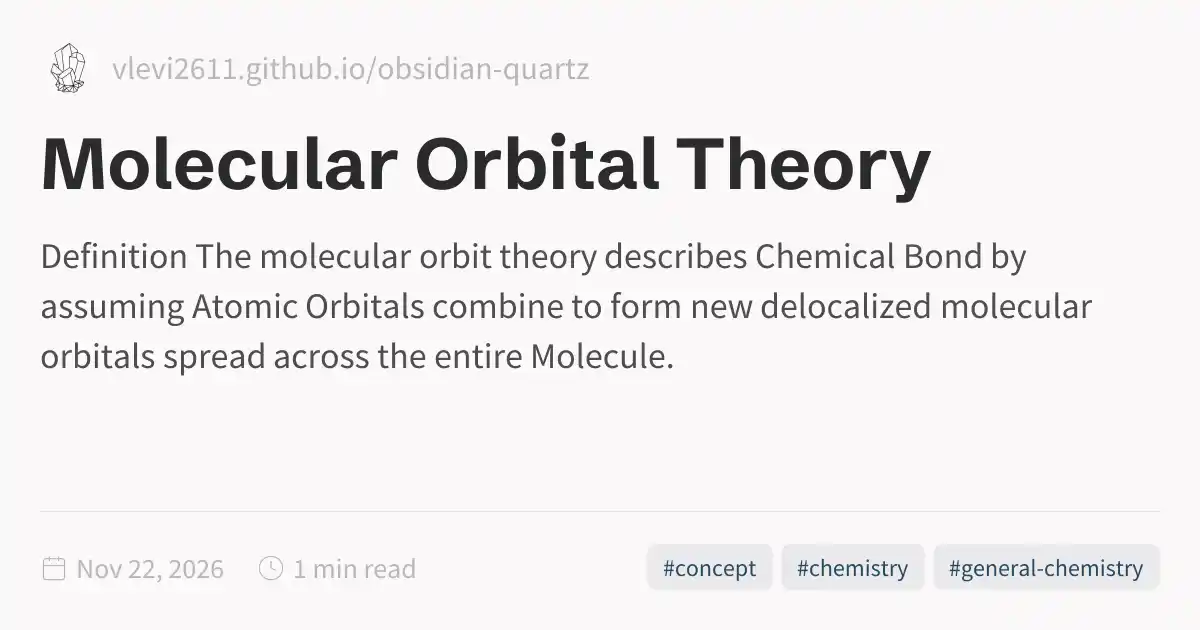 vlevi2611.github.io/obsidian-quartz
Molecular Orbital Theory
Definition The molecular orbit theory describes Chemical Bond by
assuming Atomic Orbitals combine to form new delocalized molecular
orbitals spread across the entire Molecule.
Nov 22, 2026 1 min read #concept #chemistry #general-chemistry